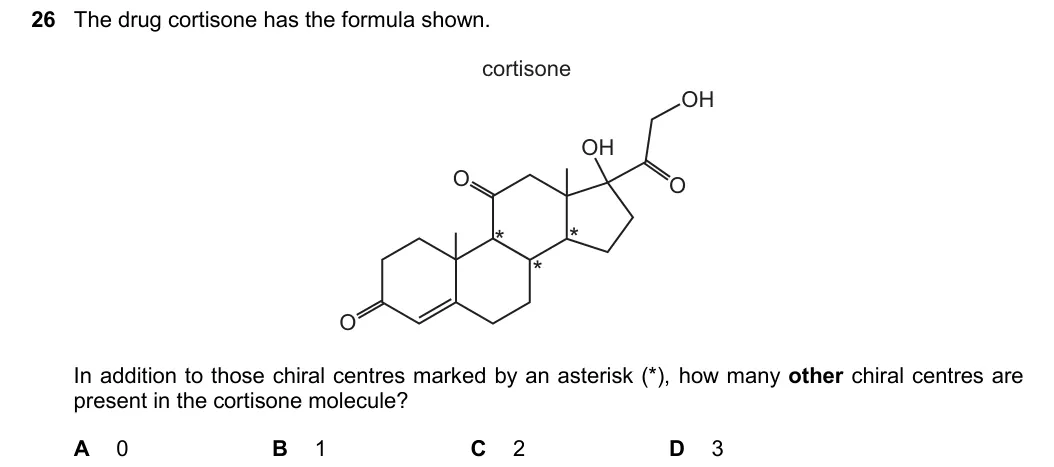 26 The drug cortisone has the formula shown.
cortisone
OH
OH
O
O
*
*
*
O
In addition to those chiral centres marked by an asterisk (*), how many other chiral centres are
present in the cortisone molecule?
A 0 B 1 C 2 D 3